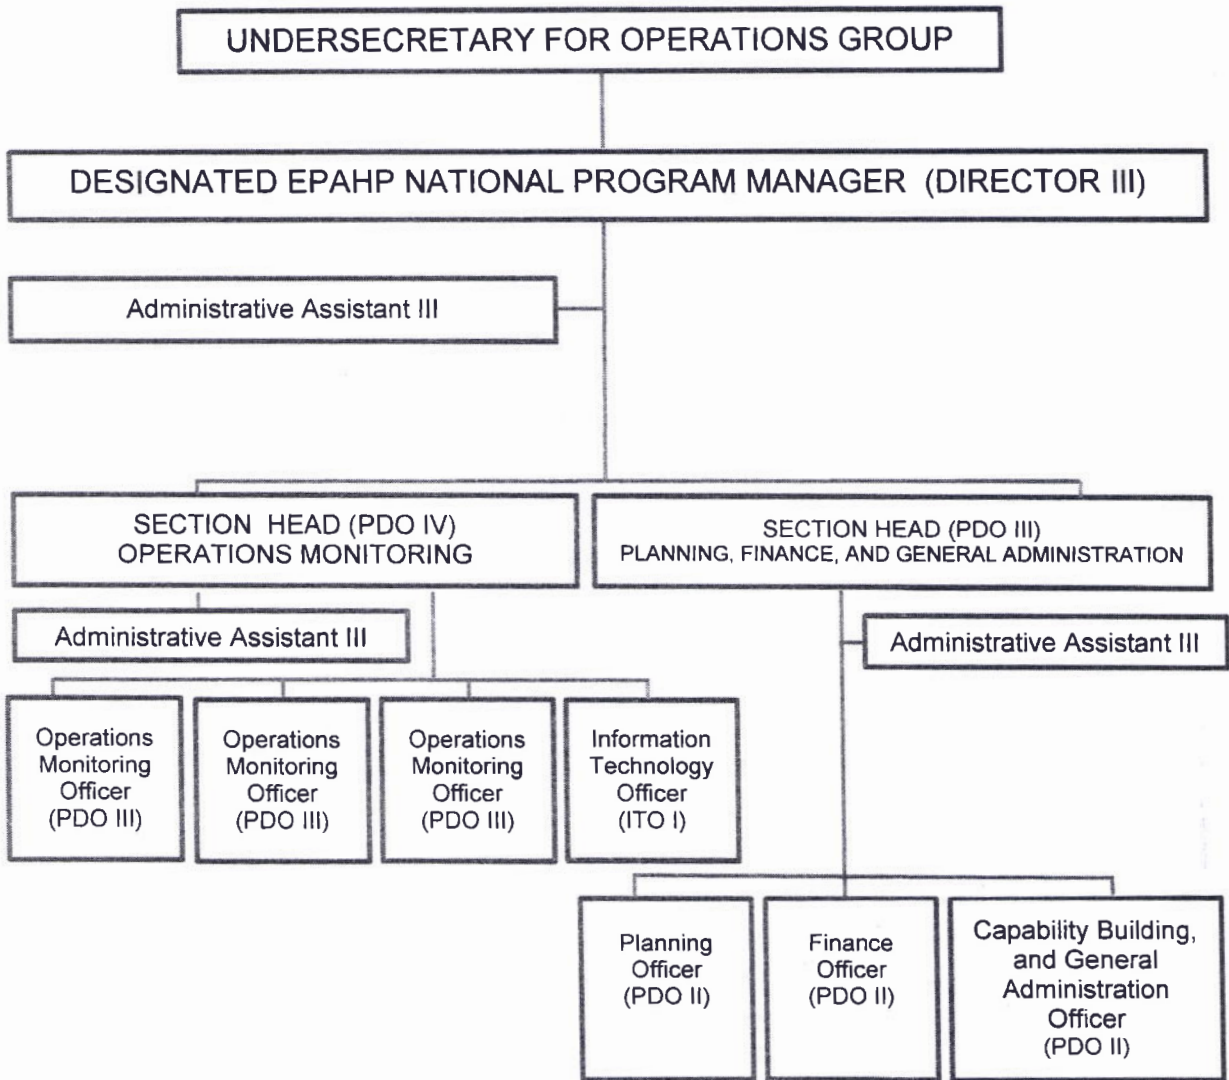 UNDERSECRETARY FOR OPERATIONS GROUP
DESIGNATED EPAHP NATIONAL PROGRAM MANAGER (DIRECTOR III)
Administrative Assistant III
SECTION HEAD (PDO IV)
OPERATIONS MONITORING
SECTION HEAD (PDO III)
PLANNING, FINANCE, AND GENERAL ADMINISTRATION
Administrative Assistant III
Administrative Assistant III
Operations
Monitoring
Officer
(PDO III)
Operations
Monitoring
Officer
(PDO III)
Operations
Monitoring
Officer
(PDO III)
Information
Technology
Officer
(ITO I)
Planning
Officer
(PDO II)
Finance
Officer
(PDO II)
Capability Building,
and General
Administration
Officer
(PDO II)